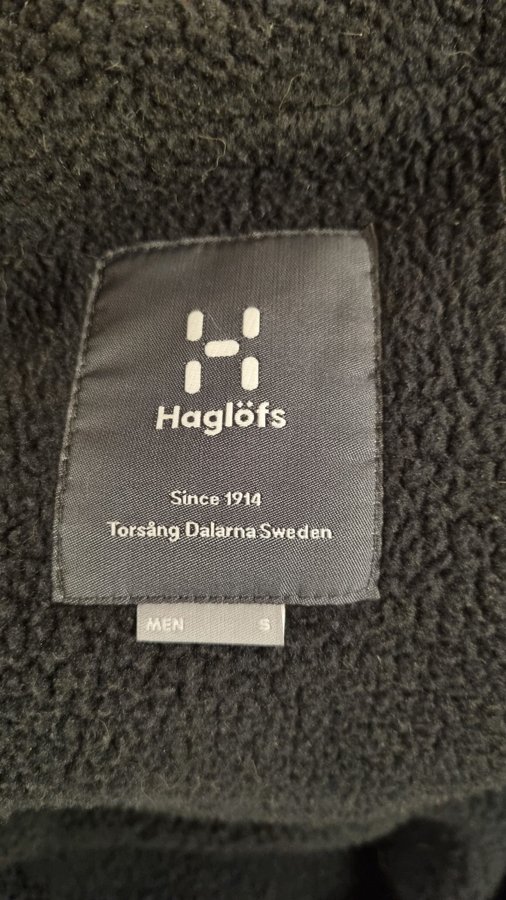 Haglöfs
Since 1914
Torsång Dalarna Sweden
MEN S